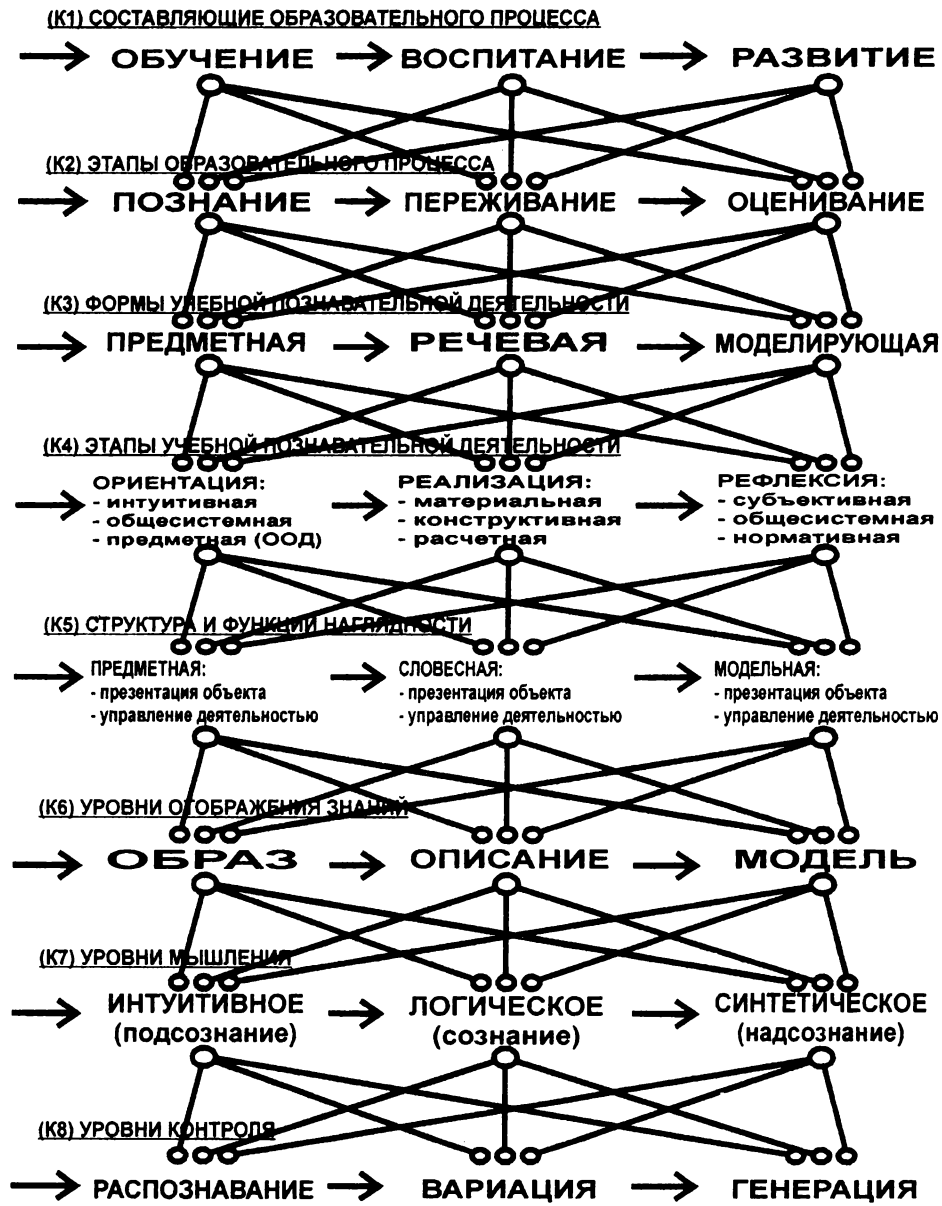 (К1) СОСТАВЛЯЮЩИЕ ОБРАЗОВАТЕЛЬНОГО ПРОЦЕССА
ОБУЧЕНИЕ ВОСПИТАНИЕ РАЗВИТИЕ
(К2) ЭТАПЫ ОБРАЗОВАТЕЛЬНОГО ПРОЦЕССА
ПОЗНАНИЕ ПЕРЕЖИВАНИЕ ОЦЕНИВАНИЕ
(К3) ФОРМЫ УЧЕБНОЙ ПОЗНАВАТЕЛЬНОЙ ДЕЯТЕЛЬНОСТИ
ПРЕДМЕТНАЯ РЕЧЕВАЯ МОДЕЛИРУЮЩАЯ
(К4) ЭТАПЫ УЧЕБНОЙ ПОЗНАВАТЕЛЬНОЙ ДЕЯТЕЛЬНОСТИ
ОРИЕНТАЦИЯ: РЕАЛИЗАЦИЯ: РЕФЛЕКСИЯ:
- интуитивная - материальная - субъективная
- общесистемная - конструктивная - общесистемная
- предметная (ООД) - расчетная - нормативная
(К5) СТРУКТУРА И ФУНКЦИИ НАГЛЯДНОСТИ
ПРЕДМЕТНАЯ: СЛОВЕСНАЯ: МОДЕЛЬНАЯ:
- презентация объекта - презентация объекта - презентация объекта
- управление деятельностью - управление деятельностью - управление деятельностью
(К6) УРОВНИ ОТОБРАЖЕНИЯ ЗНАНИЙ
ОБРАЗ ОПИСАНИЕ МОДЕЛЬ
(К7) УРОВНИ МЫШЛЕНИЯ
ИНТУИТИВНОЕ ЛОГИЧЕСКОЕ СИНТЕТИЧЕСКОЕ
(подсознание) (сознание) (надсознание)
(К8) УРОВНИ КОНТРОЛЯ
РАСПОЗНАВАНИЕ ВАРИАЦИЯ ГЕНЕРАЦИЯ